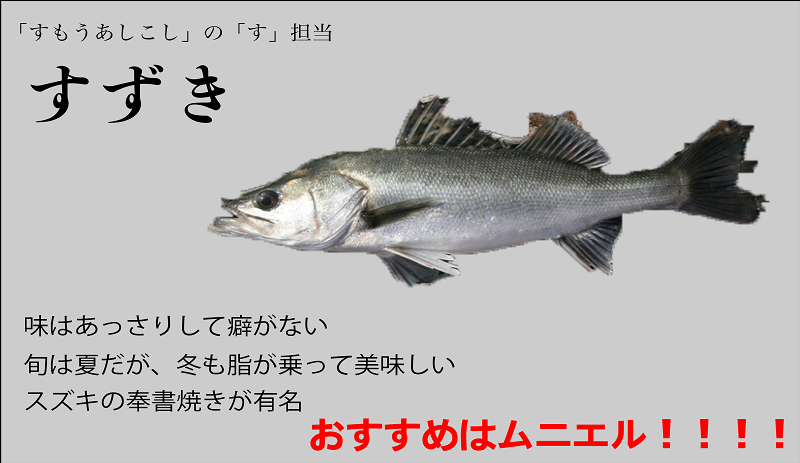 「すもうあしこし」の「す」担当
すずき
味はあっさりして癖がない
旬は夏だが、冬も脂が乗って美味しい
スズキの奉書焼きが有名
おすすめはムニエル！！！！